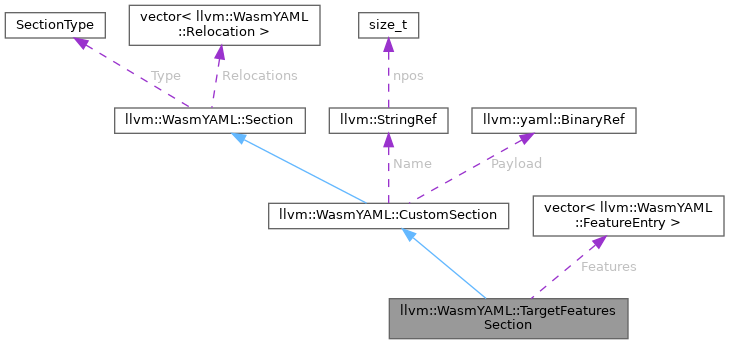 SectionType
vector< llvm::WasmYAML
::Relocation >
size_t
Type
Relocations
npos
llvm::WasmYAML::Section
llvm::StringRef
llvm::yaml::BinaryRef
Name
Payload
llvm::WasmYAML::CustomSection
vector< llvm::WasmYAML
::FeatureEntry >
Features
llvm::WasmYAML::TargetFeatures
Section